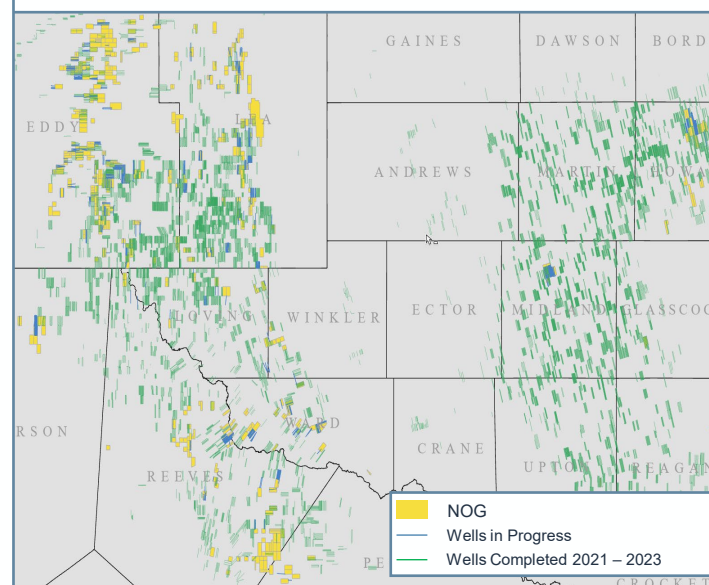 GAINES
DAWSON
BORD
EDDY
LEA
ANDREWS
MARTIN
HOWA
LOVING
WINKLER
ECTOR
MIDLAND
GLASSCOC
RSON
WARD
CRANE
REEVES
UPTON
REAGAN
PE
CROCKET
NOG
Wells in Progress
Wells Completed 2021 – 2023